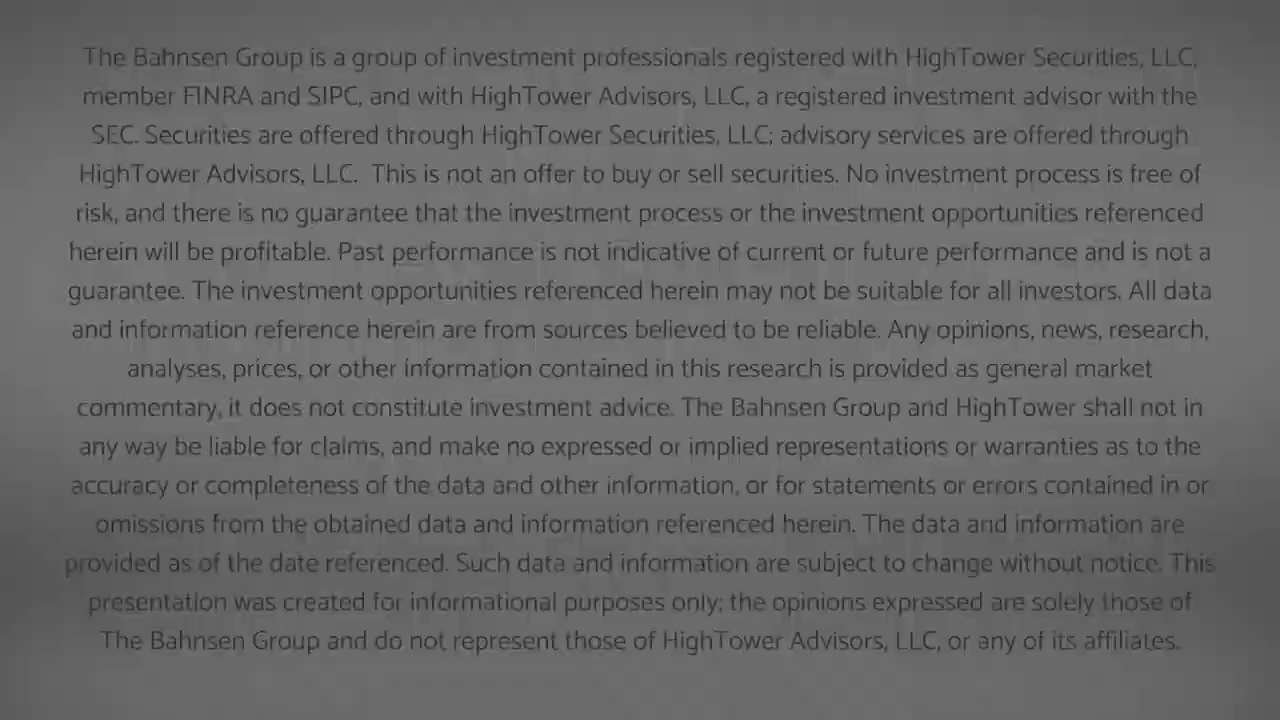 The Bahnsen Group is a group of investment professionals registered with HighTower Securities, LLC,
member FINRA and SIPC, and with HighTower Advisors, LLC, a registered investment advisor with the
SEC. Securities are offered through HighTower Securities, LLC; advisory services are offered through
HighTower Advisors, LLC.  This is not an offer to buy or sell securities. No investment process is free of
risk, and there is no guarantee that the investment process or the investment opportunities referenced
herein will be profitable. Past performance is not indicative of current or future performance and is not a
guarantee. The investment opportunities referenced herein may not be suitable for all investors. All data
and information reference herein are from sources believed to be reliable. Any opinions, news, research,
analyses, prices, or other information contained in this research is provided as general market
commentary, it does not constitute investment advice. The Bahnsen Group and HighTower shall not in
any way be liable for claims, and make no expressed or implied representations or warranties as to the
accuracy or completeness of the data and other information, or for statements or errors contained in or
omissions from the obtained data and information referenced herein. The data and information are
provided as of the date referenced. Such data and information are subject to change without notice. This
presentation was created for informational purposes only; the opinions expressed are solely those of
The Bahnsen Group and do not represent those of HighTower Advisors, LLC, or any of its affiliates.